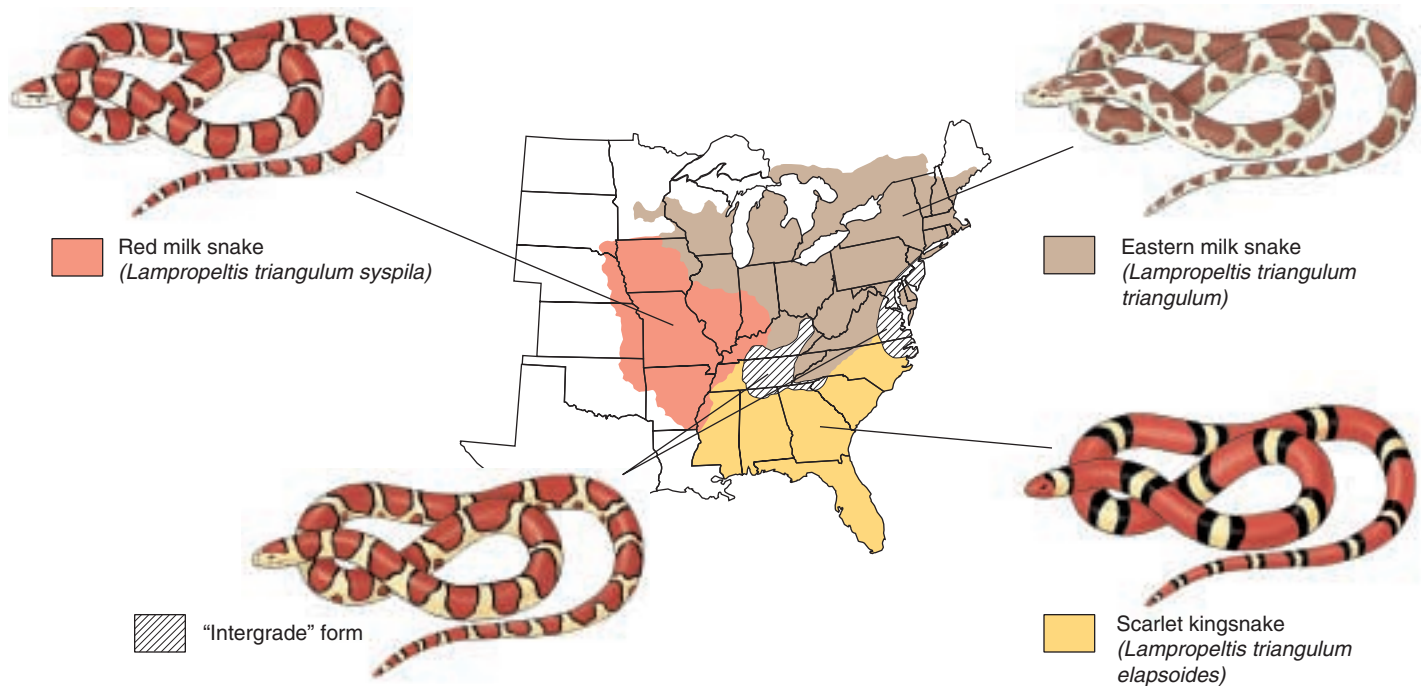 Red milk snake
(Lampropeltis triangulum syspila)
Eastern milk snake
(Lampropeltis triangulum
triangulum)
“Intergrade” form
Scarlet kingsnake
(Lampropeltis triangulum
elapsoides)